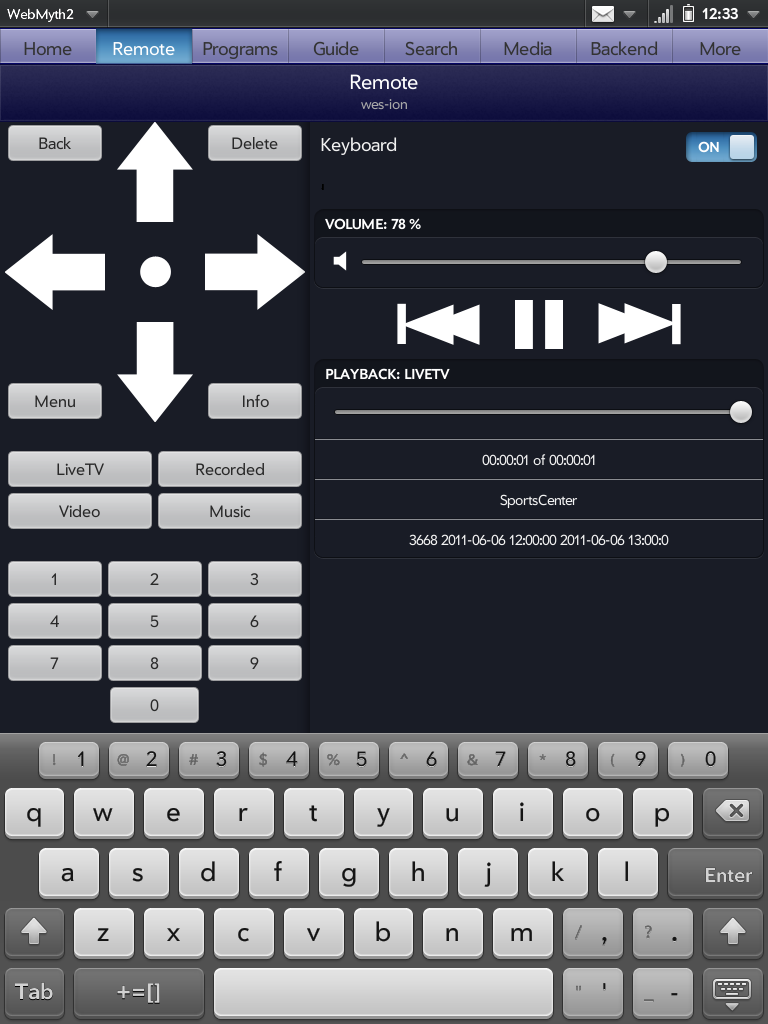 WebMyth2 12:33
Home Remote Programs Guide Search Media Backend More
Remote
wes-ion
Back Delete
Keyboard ON
'
VOLUME: 78 %
PLAYBACK: LIVETV
Menu Info
00:00:01 of 00:00:01
LiveTV Recorded
SportsCenter
Video Music
3668 2011-06-06 12:00:00 2011-06-06 13:00:0
1 2 3
4 5 6
7 8 9
0
! 1 @ 2 # 3 $ 4 % 5 ^ 6 & 7 * 8 ( 9 ) 0
q w e r t y u i o p
a s d f g h j k l Enter
z x c v b n m / , ? .
Tab +=[] " ' _ -